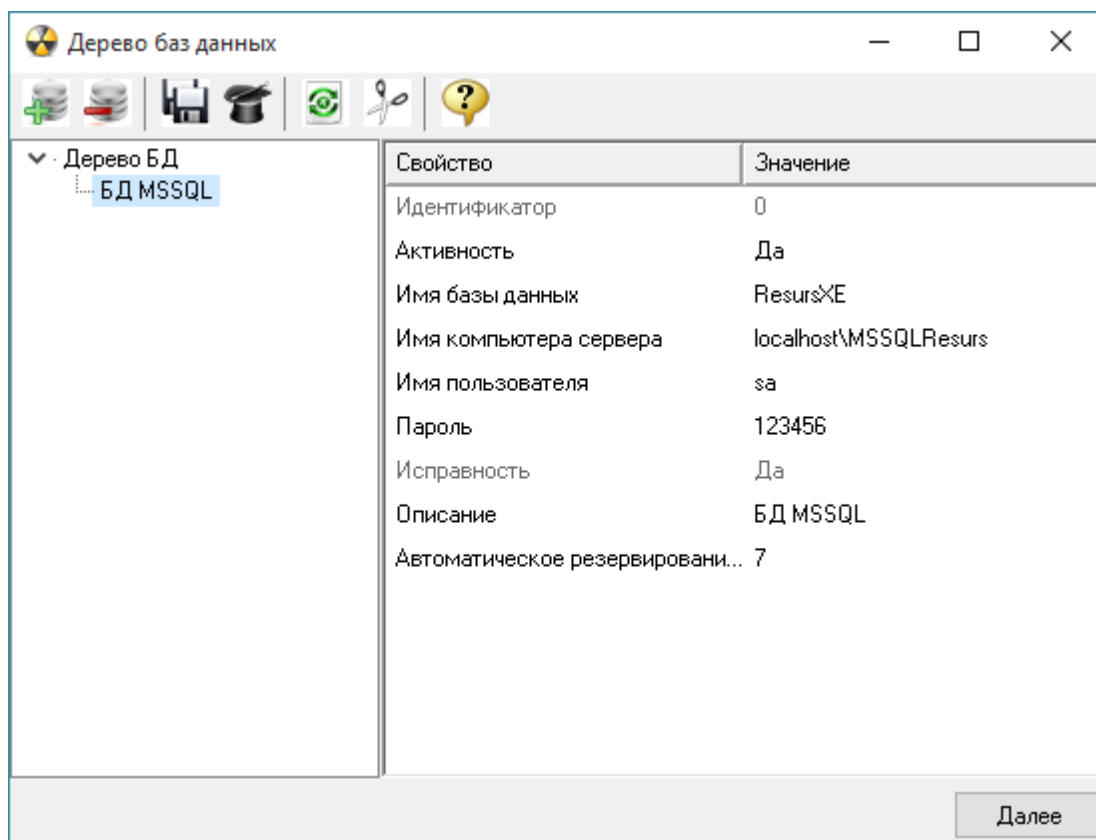 Дерево баз данных
?
Дерево БД
БД MSSQL
Свойство Значение
Идентификатор 0
Активность Да
Имя базы данных ResursXE
Имя компьютера сервера localhost\MSSQLResurs
Имя пользователя sa
Пароль 123456
Исправность Да
Описание БД MSSQL
Автоматическое резервировани... 7
Далее